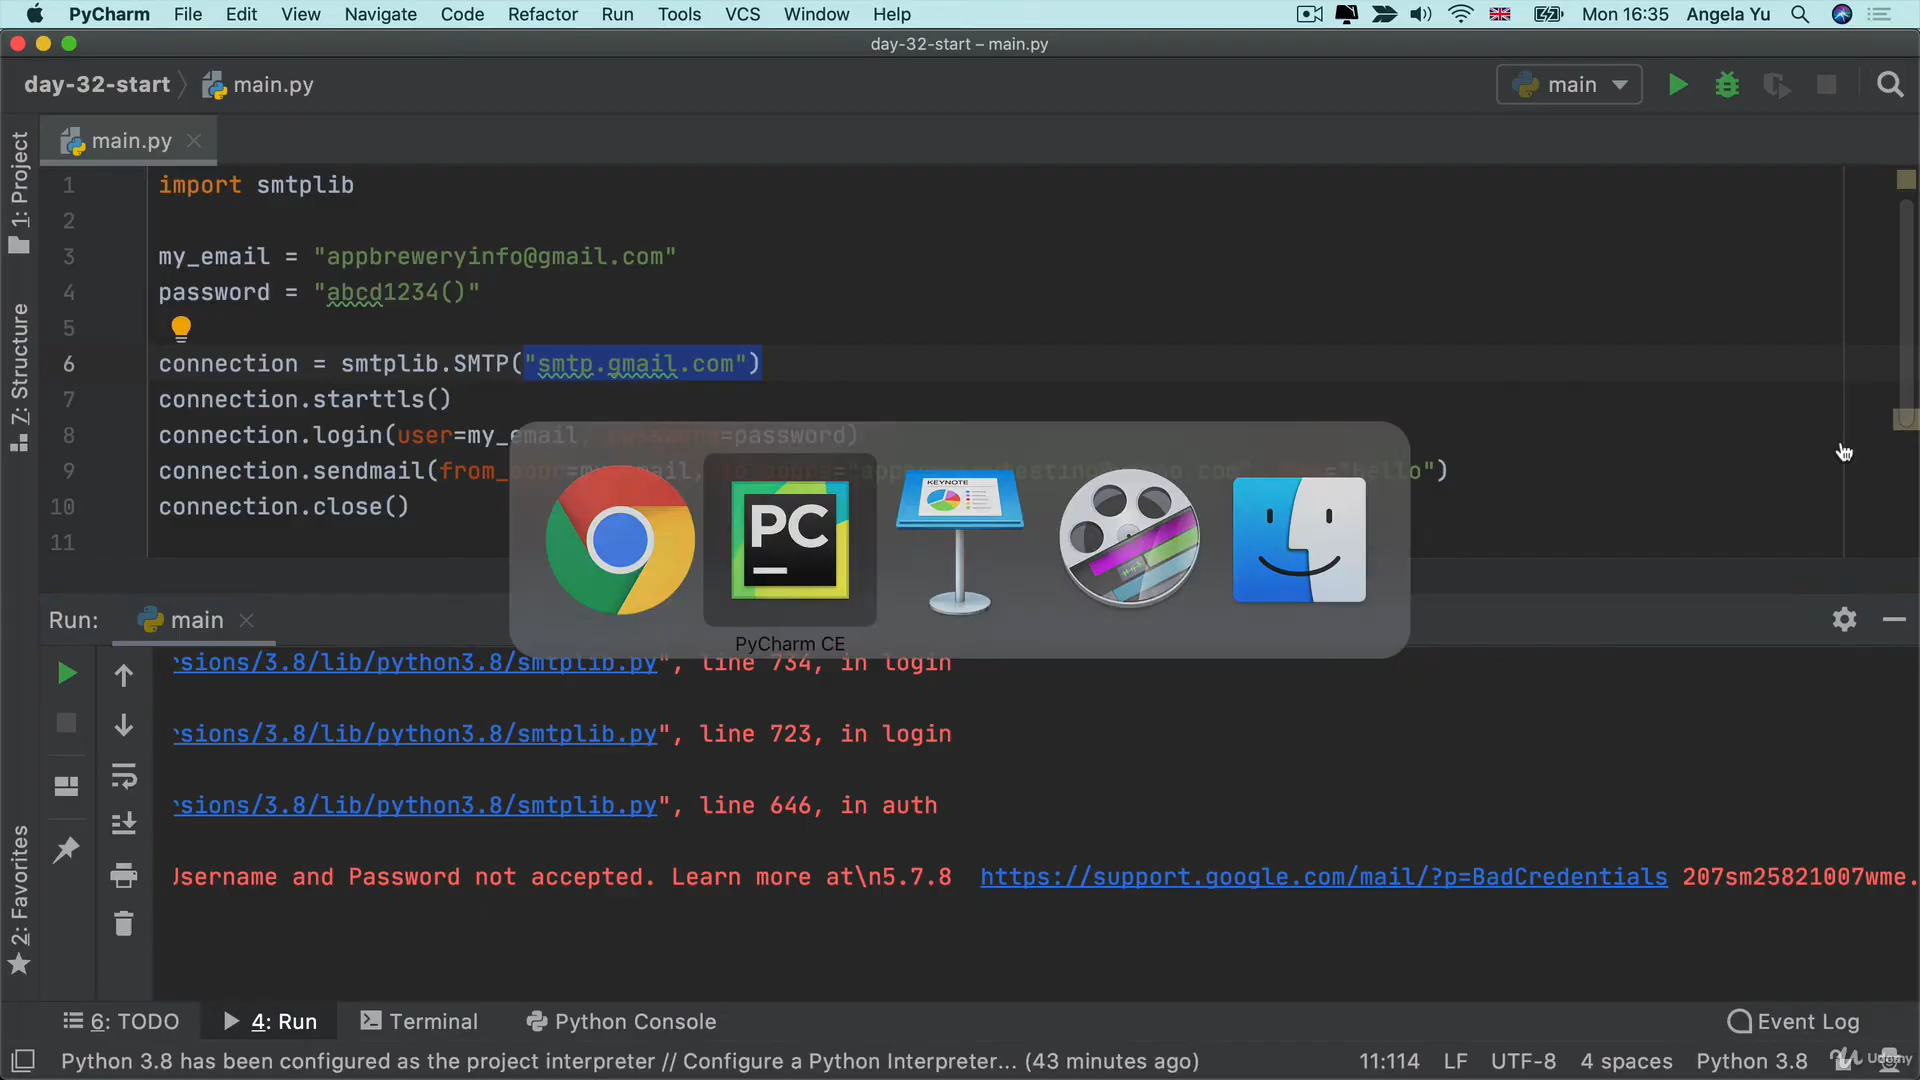 PyCharm File Edit View Navigate Code Refactor Run Tools VCS Window Help Mon 16:35 Angela Yu
day-32-start – main.py
day-32-start main.py main
main.py
1: Project
7: Structure
2: Favorites
1 import smtplib
2
3 my_email = "appbreweryinfo@gmail.com"
4 password = "abcd1234()"
5
6 connection = smtplib.SMTP("smtp.gmail.com")
7 connection.starttls()
8 connection.login(user=my_email, password=password)
9 connection.sendmail(from_addr=my_email, "hello")
10 connection.close()
11
KEYNOTE
PC
PyCharm CE
Run: main
sions/3.8/lib/python3.8/smtplib.py", line 734, in login
sions/3.8/lib/python3.8/smtplib.py", line 723, in login
sions/3.8/lib/python3.8/smtplib.py", line 646, in auth
Username and Password not accepted. Learn more at\n5.7.8 https://support.google.com/mail/?p=BadCredentials 207sm25821007wme.
6: TODO 4: Run Terminal Python Console Event Log
Python 3.8 has been configured as the project interpreter // Configure a Python Interpreter... (43 minutes ago) 11:114 LF UTF-8 4 spaces Python 3.8 Udemy